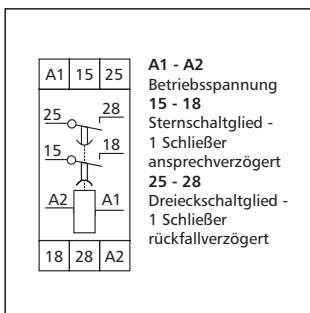 A1 15 25
25 28
15 18
A2 A1
18 28 A2
A1 - A2
Betriebsspannung
15 - 18
Sternschaltglied -
1 Schließer
ansprechverzögert
25 - 28
Dreieckschaltglied -
1 Schließer
rückfallverzögert